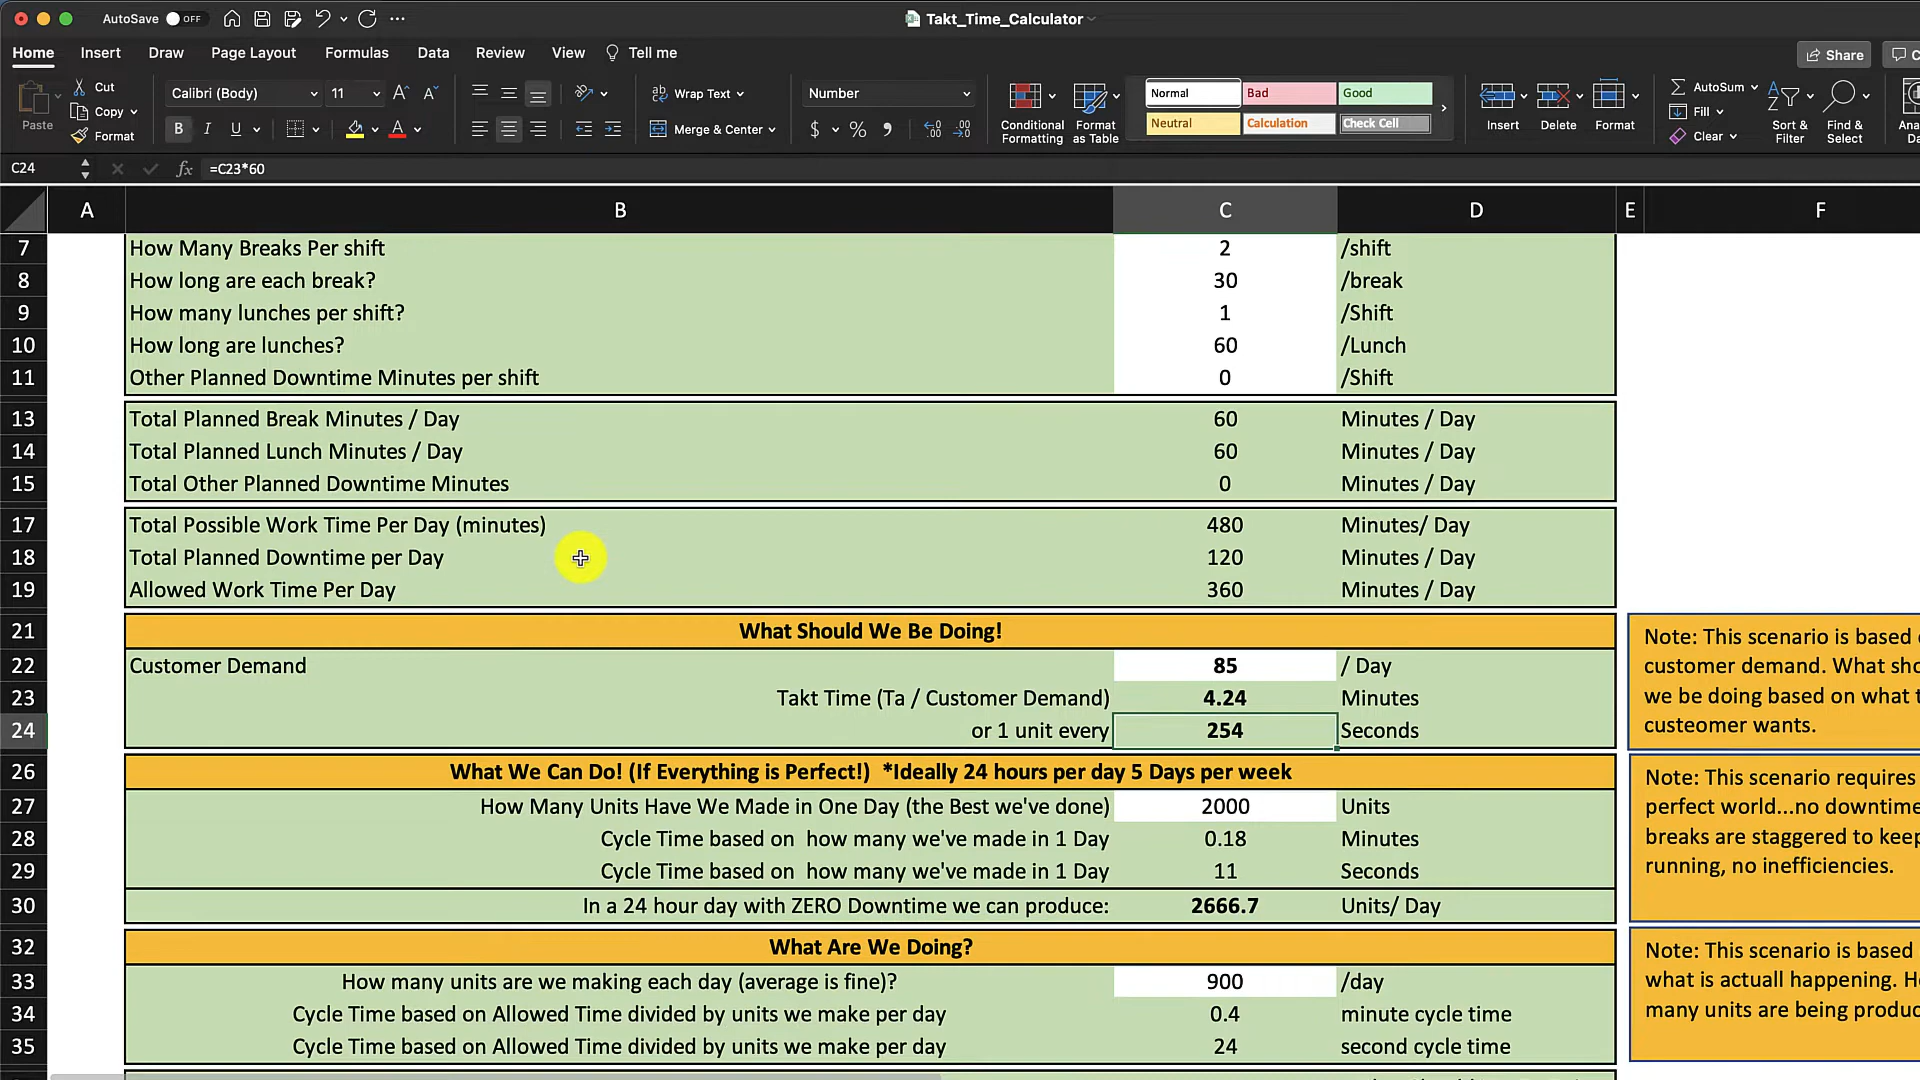 AutoSave OFF Takt_Time_Calculator
Home Insert Draw Page Layout Formulas Data Review View Tell me Share
Paste Cut Copy Format
Calibri (Body) 11
B I U
Wrap Text
Merge & Center
Number
$ %
Conditional Formatting
Format as Table
Normal Bad Good
Neutral Calculation Check Cell
Insert Delete Format
AutoSum
Fill
Clear
Sort & Filter
Find & Select
C24 fx =C23*60
A B C D E F
7 How Many Breaks Per shift 2 /shift
8 How long are each break? 30 /break
9 How many lunches per shift? 1 /Shift
10 How long are lunches? 60 /Lunch
11 Other Planned Downtime Minutes per shift 0 /Shift
13 Total Planned Break Minutes / Day 60 Minutes / Day
14 Total Planned Lunch Minutes / Day 60 Minutes / Day
15 Total Other Planned Downtime Minutes 0 Minutes / Day
17 Total Possible Work Time Per Day (minutes) 480 Minutes/ Day
18 Total Planned Downtime per Day 120 Minutes / Day
19 Allowed Work Time Per Day 360 Minutes / Day
21 What Should We Be Doing!
22 Customer Demand 85 / Day
23 Takt Time (Ta / Customer Demand) 4.24 Minutes
24 or 1 unit every 254 Seconds
Note: This scenario is based
customer demand. What
we be doing based on what
custeomer wants.
26 What We Can Do! (If Everything is Perfect!) *Ideally 24 hours per day 5 Days per week
27 How Many Units Have We Made in One Day (the Best we've done) 2000 Units
28 Cycle Time based on how many we've made in 1 Day 0.18 Minutes
29 Cycle Time based on how many we've made in 1 Day 11 Seconds
30 In a 24 hour day with ZERO Downtime we can produce: 2666.7 Units/ Day
Note: This scenario requires
perfect world...no downtime
breaks are staggered to keep
running, no inefficiencies.
32 What Are We Doing?
33 How many units are we making each day (average is fine)? 900 /day
34 Cycle Time based on Allowed Time divided by units we make per day 0.4 minute cycle time
35 Cycle Time based on Allowed Time divided by units we make per day 24 second cycle time
Note: This scenario is based
what is actuall happening.
many units are being